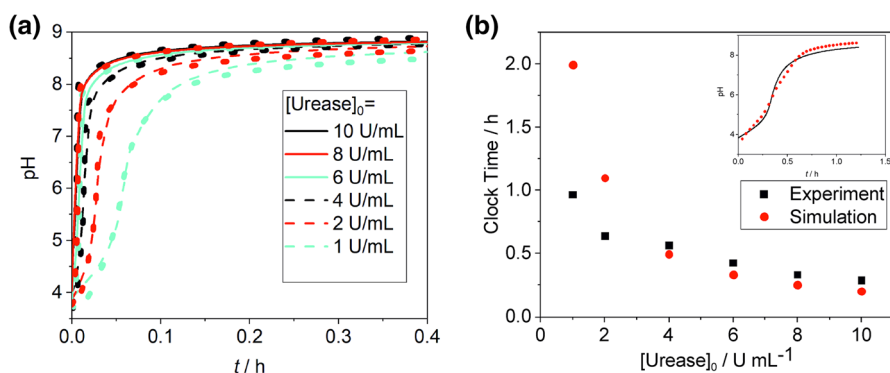 (a)
9
8
7
6
5
4
pH
0.0 0.1 0.2 0.3 0.4
t / h
[Urease]0=
10 U/mL
8 U/mL
6 U/mL
4 U/mL
2 U/mL
1 U/mL
(b)
2.0
1.5
1.0
0.5
0.0
Clock Time / h
0 2 4 6 8 10
[Urease]0 / U mL-1
8
6
4
2
pH
0.0 0.5 1.0 1.5
t / h
Experiment
Simulation